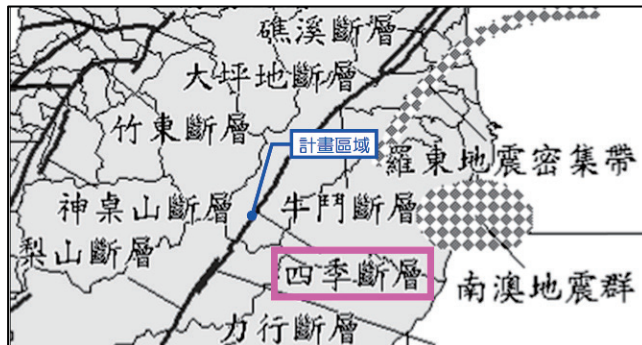 礁溪斷層
大坪地斷層
竹東斷層
計畫區域
羅東地震密集帶
神桌山斷層
牛鬥斷層
梨山斷層
四季斷層
南澳地震群
力行斷層